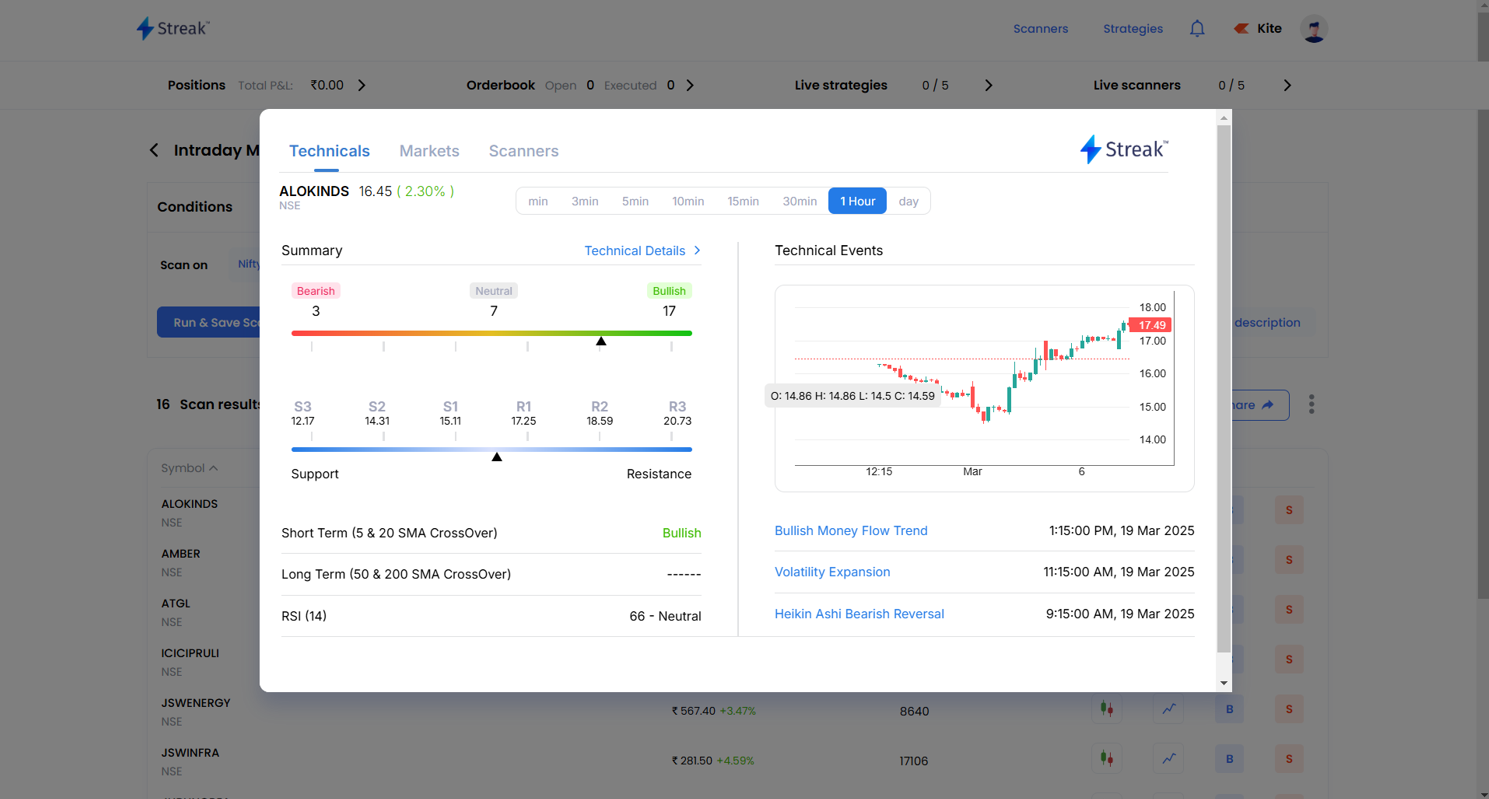 Streak™
Scanners
Strategies
Kite
Positions Total P&L: ₹0.00
Orderbook Open 0 Executed 0
Live strategies 0 / 5
Live scanners 0 / 5
Intraday M
Conditions
Scan on Nifty
Run & Save Sc
description
16 Scan results
hare
Symbol
ALOKINDS
NSE
S
AMBER
NSE
S
ATGL
NSE
S
ICICIPRULI
NSE
S
JSWENERGY
NSE
₹ 567.40 +3.47% 8640 B S
JSWINFRA
NSE
₹ 281.50 +4.59% 17106 B S
Technicals Markets Scanners
Streak™
ALOKINDS 16.45 ( 2.30% )
NSE
min 3min 5min 10min 15min 30min 1 Hour day
Summary Technical Details
Bearish Neutral Bullish
3 7 17
S3 S2 S1 R1 R2 R3
12.17 14.31 15.11 17.25 18.59 20.73
Support Resistance
Short Term (5 & 20 SMA CrossOver) Bullish
Long Term (50 & 200 SMA CrossOver) ------
RSI (14) 66 - Neutral
Technical Events
18.00
17.49
17.00
16.00
15.00
14.00
O: 14.86 H: 14.86 L: 14.5 C: 14.59
12:15 Mar 6
Bullish Money Flow Trend 1:15:00 PM, 19 Mar 2025
Volatility Expansion 11:15:00 AM, 19 Mar 2025
Heikin Ashi Bearish Reversal 9:15:00 AM, 19 Mar 2025